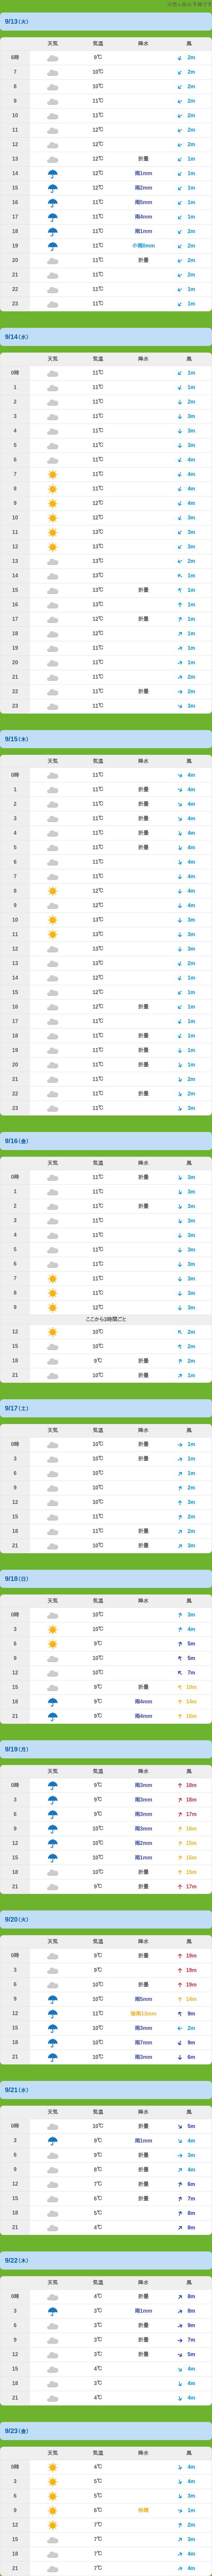 9/13(火)
天気 気温 降水 風
6時 9℃ 2m
7 10℃ 2m
8 10℃ 2m
9 11℃ 2m
10 11℃ 2m
11 12℃ 2m
12 12℃ 2m
13 12℃ 折畳 1m
14 12℃ 雨1mm 1m
15 12℃ 雨2mm 1m
16 12℃ 雨5mm 1m
17 11℃ 雨4mm 1m
18 12℃ 雨1mm 2m
19 11℃ 小雨0mm 2m
20 11℃ 折畳 2m
21 11℃ 2m
22 11℃ 1m
23 11℃ 1m
9/14(水)
天気 気温 降水 風
0時 11℃ 1m
1 11℃ 1m
2 11℃ 2m
3 11℃ 3m
4 11℃ 3m
5 11℃ 3m
6 11℃ 4m
7 11℃ 4m
8 11℃ 4m
9 12℃ 4m
10 12℃ 3m
11 13℃ 3m
12 13℃ 3m
13 13℃ 2m
14 13℃ 1m
15 13℃ 折畳 1m
16 13℃ 1m
17 12℃ 折畳 1m
18 12℃ 1m
19 11℃ 1m
20 11℃ 1m
21 11℃ 2m
22 11℃ 折畳 2m
23 11℃ 3m
9/15(木)
天気 気温 降水 風
0時 11℃ 4m
1 11℃ 折畳 4m
2 11℃ 折畳 4m
3 11℃ 折畳 4m
4 11℃ 折畳 4m
5 11℃ 折畳 4m
6 11℃ 4m
7 11℃ 4m
8 12℃ 4m
9 12℃ 4m
10 13℃ 3m
11 13℃ 3m
12 13℃ 3m
13 13℃ 2m
14 12℃ 1m
15 12℃ 1m
16 12℃ 折畳 1m
17 11℃ 1m
18 11℃ 折畳 1m
19 11℃ 折畳 1m
20 11℃ 折畳 1m
21 11℃ 2m
22 11℃ 折畳 2m
23 11℃ 3m
9/16(金)
天気 気温 降水 風
0時 11℃ 折畳 3m
1 11℃ 3m
2 11℃ 折畳 3m
3 11℃ 3m
4 11℃ 3m
5 11℃ 3m
6 11℃ 3m
7 11℃ 3m
8 11℃ 3m
9 12℃ 3m
ここから3時間ごと
12 10℃ 2m
15 10℃ 2m
18 9℃ 折畳 2m
21 10℃ 折畳 1m
9/17(土)
天気 気温 降水 風
0時 10℃ 折畳 1m
3 10℃ 折畳 1m
6 10℃ 1m
9 10℃ 2m
12 10℃ 3m
15 11℃ 2m
18 11℃ 折畳 2m
21 10℃ 折畳 3m
9/18(日)
天気 気温 降水 風
0時 10℃ 3m
3 10℃ 4m
6 9℃ 5m
9 10℃ 5m
12 10℃ 7m
15 9℃ 折畳 10m
18 9℃ 雨4mm 14m
21 9℃ 雨4mm 16m
9/19(月)
天気 気温 降水 風
0時 9℃ 雨3mm 18m
3 9℃ 雨3mm 18m
6 9℃ 雨3mm 17m
9 10℃ 雨3mm 16m
12 10℃ 雨2mm 15m
15 10℃ 雨1mm 15m
18 10℃ 折畳 15m
21 9℃ 折畳 17m
9/20(火)
天気 気温 降水 風
0時 9℃ 折畳 19m
3 9℃ 19m
6 10℃ 折畳 19m
9 10℃ 雨5mm 14m
12 11℃ 強雨13mm 9m
15 10℃ 雨3mm 2m
18 10℃ 雨7mm 9m
21 10℃ 雨3mm 6m
9/21(水)
天気 気温 降水 風
0時 10℃ 折畳 5m
3 9℃ 雨1mm 4m
6 9℃ 折畳 3m
9 8℃ 折畳 4m
12 7℃ 折畳 6m
15 6℃ 折畳 7m
18 5℃ 8m
21 4℃ 8m
9/22(木)
天気 気温 降水 風
0時 4℃ 折畳 8m
3 3℃ 雨1mm 8m
6 3℃ 折畳 9m
9 3℃ 折畳 7m
12 3℃ 折畳 5m
15 4℃ 4m
18 3℃ 4m
21 4℃ 4m
9/23(金)
天気 気温 降水 風
0時 4℃ 4m
3 5℃ 4m
6 5℃ 3m
9 6℃ 1m
12 7℃ 2m
15 7℃ 3m
18 7℃ 4m
21 7℃ 4m